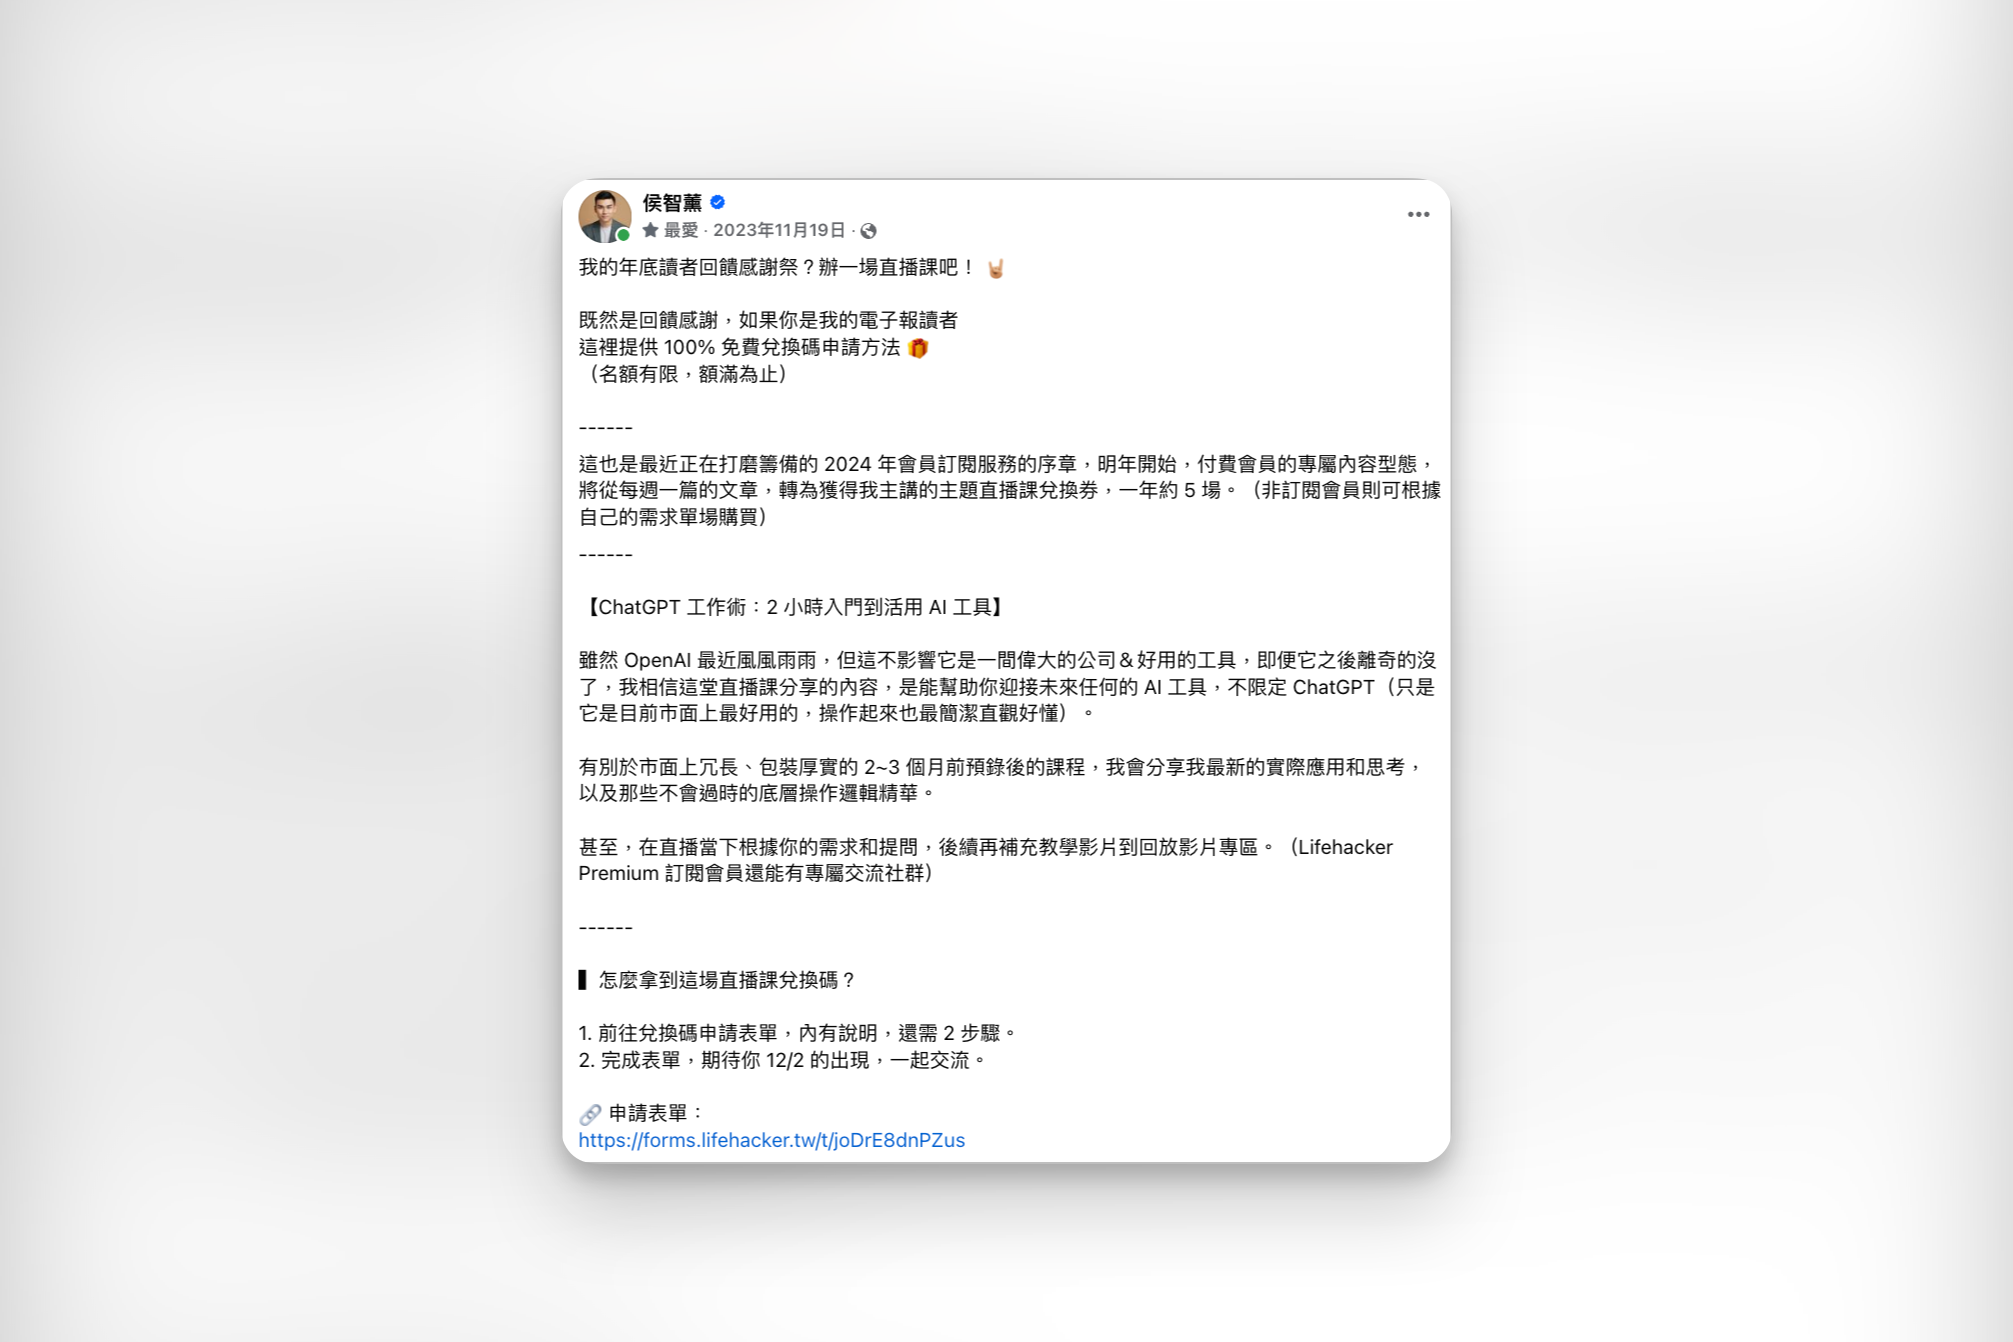 侯智薰
最愛 · 2023年11月19日 ·
我的年底讀者回饋感謝祭？辦一場直播課吧！ 🤘🏼
既然是回饋感謝，如果你是我的電子報讀者
這裡提供 100% 免費兌換碼申請方法 🎁
（名額有限，額滿為止）
------
這也是最近正在打磨籌備的 2024 年會員訂閱服務的序章，明年開始，付費會員的專屬內容型態，
將從每週一篇的文章，轉為獲得我主講的主題直播課兌換券，一年約 5 場。（非訂閱會員則可根據
自己的需求單場購買）
------
【ChatGPT 工作術：2 小時入門到活用 AI 工具】
雖然 OpenAI 最近風風雨雨，但這不影響它是一間偉大的公司＆好用的工具，即便它之後離奇的沒
了，我相信這堂直播課分享的內容，是能幫助你迎接未來任何的 AI 工具，不限定 ChatGPT（只是
它是目前市面上最好用的，操作起來也最簡潔直觀好懂）。
有別於市面上冗長、包裝厚實的 2~3 個月前預錄後的課程，我會分享我最新的實際應用和思考，
以及那些不會過時的底層操作邏輯精華。
甚至，在直播當下根據你的需求和提問，後續再補充教學影片到回放影片專區。（Lifehacker
Premium 訂閱會員還能有專屬交流社群）
------
▌怎麼拿到這場直播課兌換碼？
1. 前往兌換碼申請表單，內有說明，還需 2 步驟。
2. 完成表單，期待你 12/2 的出現，一起交流。
🔗 申請表單：
https://forms.lifehacker.tw/t/joDrE8dnPZus